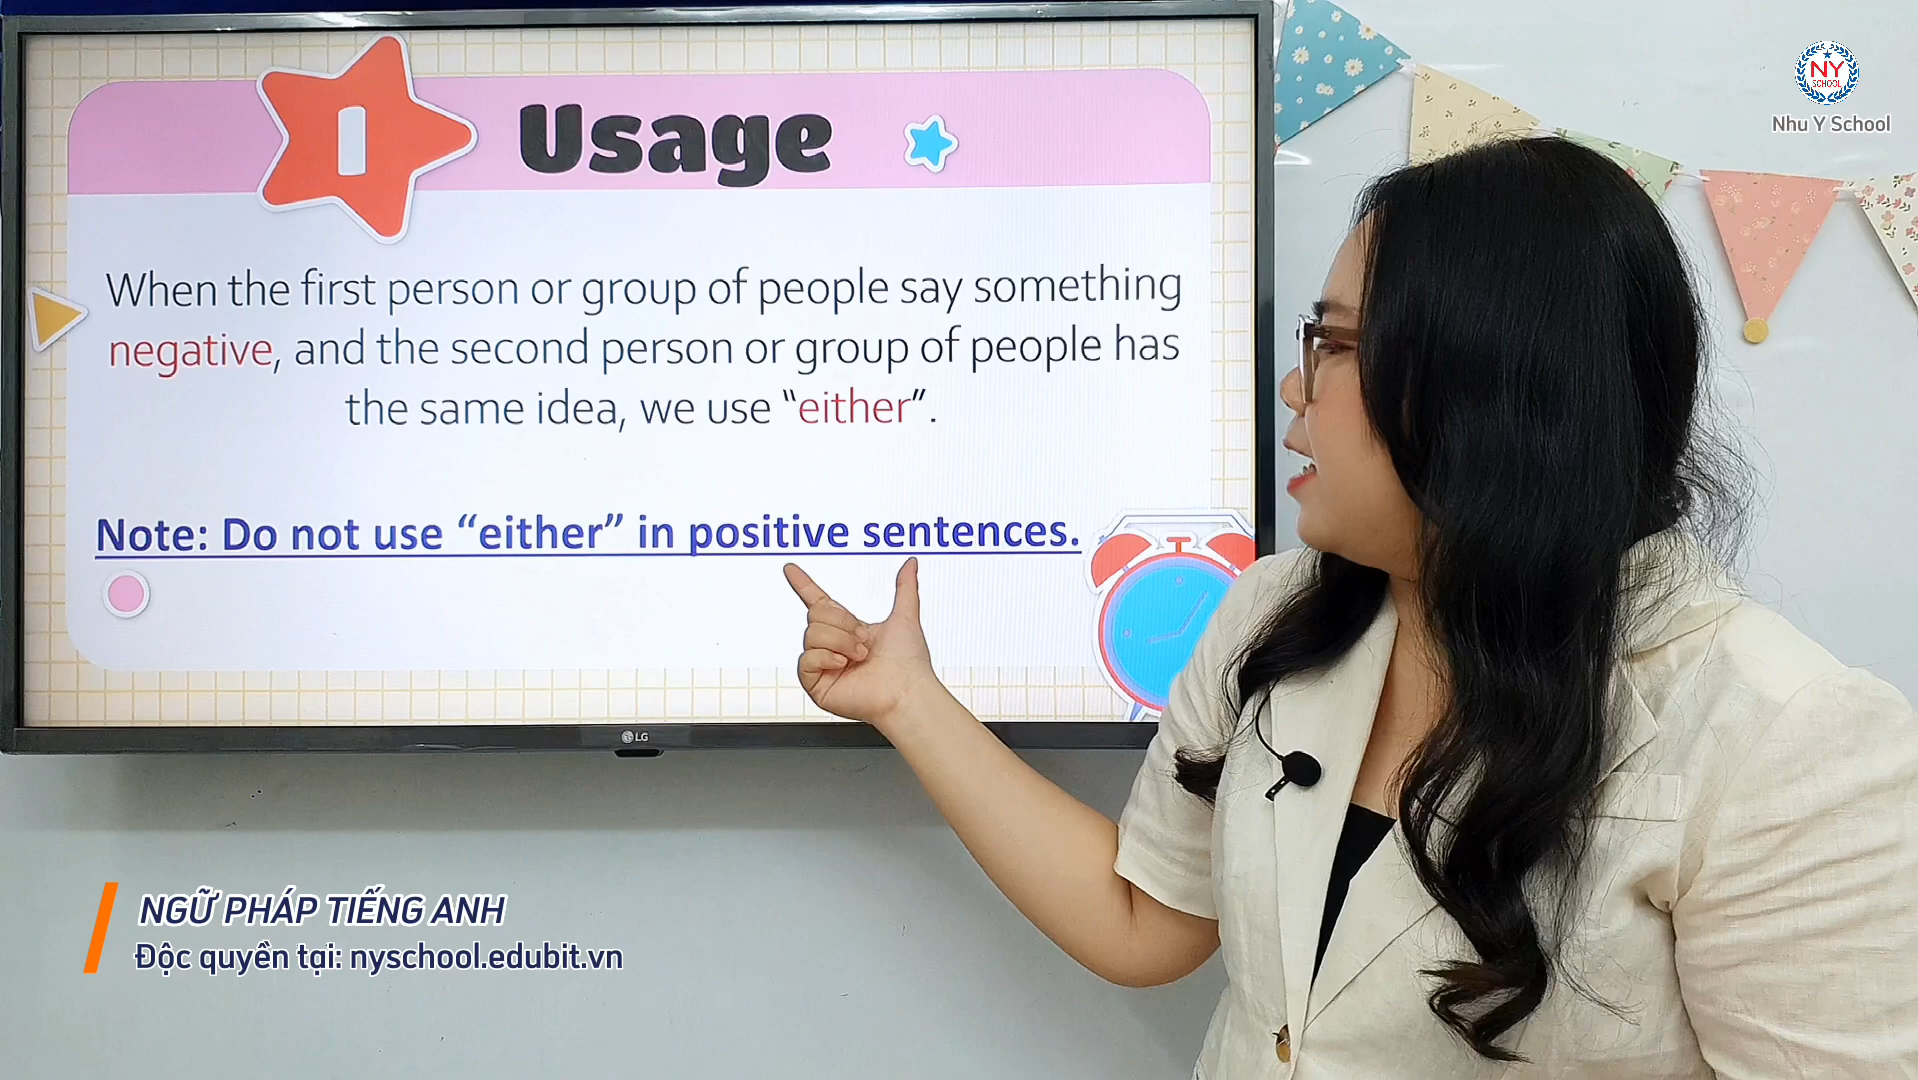 1
Usage
When the first person or group of people say something
negative, and the second person or group of people has
the same idea, we use “either”.
Note: Do not use “either” in positive sentences.
LG
NY
SCHOOL
Nhu Y School
NGỮ PHÁP TIẾNG ANH
Độc quyền tại: nyschool.edubit.vn